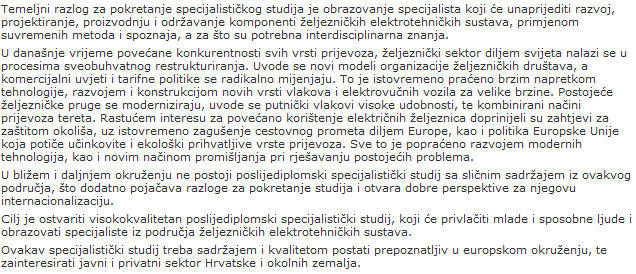 Temeljni razlog za pokretanje specijalističkog studija je obrazovanje specijalista koji će unaprijediti razvoj,
projektiranje, proizvodnju i održavanje komponenti željezničkih elektrotehničkih sustava, primjenom
suvremenih metoda i spoznaja, a za što su potrebna interdisciplinarna znanja.
U današnje vrijeme povećane konkurentnosti svih vrsti prijevoza, željeznički sektor diljem svijeta nalazi se u
procesima sveobuhvatnog restrukturiranja. Uvode se novi modeli organizacije željezničkih društava, a
komercijalni uvjeti i tarifne politike se radikalno mijenjaju. To je istovremeno praćeno brzim napretkom
tehnologije, razvojem i konstrukcijom novih vrsti vlakova i elektrovučnih vozila za velike brzine. Postojeće
željezničke pruge se moderniziraju, uvode se putnički vlakovi visoke udobnosti, te kombinirani načini
prijevoza tereta. Rastućem interesu za povećano korištenje električnih željeznica doprinijeli su zahtjevi za
zaštitom okoliša, uz istovremeno zagušenje cestovnog prometa diljem Europe, kao i politika Europske Unije
koja potiče učinkovite i ekološki prihvatljive vrste prijevoza. Sve to je popraćeno razvojem modernih
tehnologija, kao i novim načinom promišljanja pri rješavanju postojećih problema.
U bližem i daljnjem okruženju ne postoji poslijediplomski specijalistički studij sa sličnim sadržajem iz ovakvog
područja, što dodatno pojačava razloge za pokretanje studija i otvara dobre perspektive za njegovu
internacionalizaciju.
Cilj je ostvariti visokokvalitetan poslijediplomski specijalistički studij, koji će privlačiti mlade i sposobne ljude i
obrazovati specijaliste iz područja željezničkih elektrotehničkih sustava.
Ovakav specijalistički studij treba sadržajem i kvalitetom postati prepoznatljiv u europskom okruženju, te
zainteresirati javni i privatni sektor Hrvatske i okolnih zemalja.